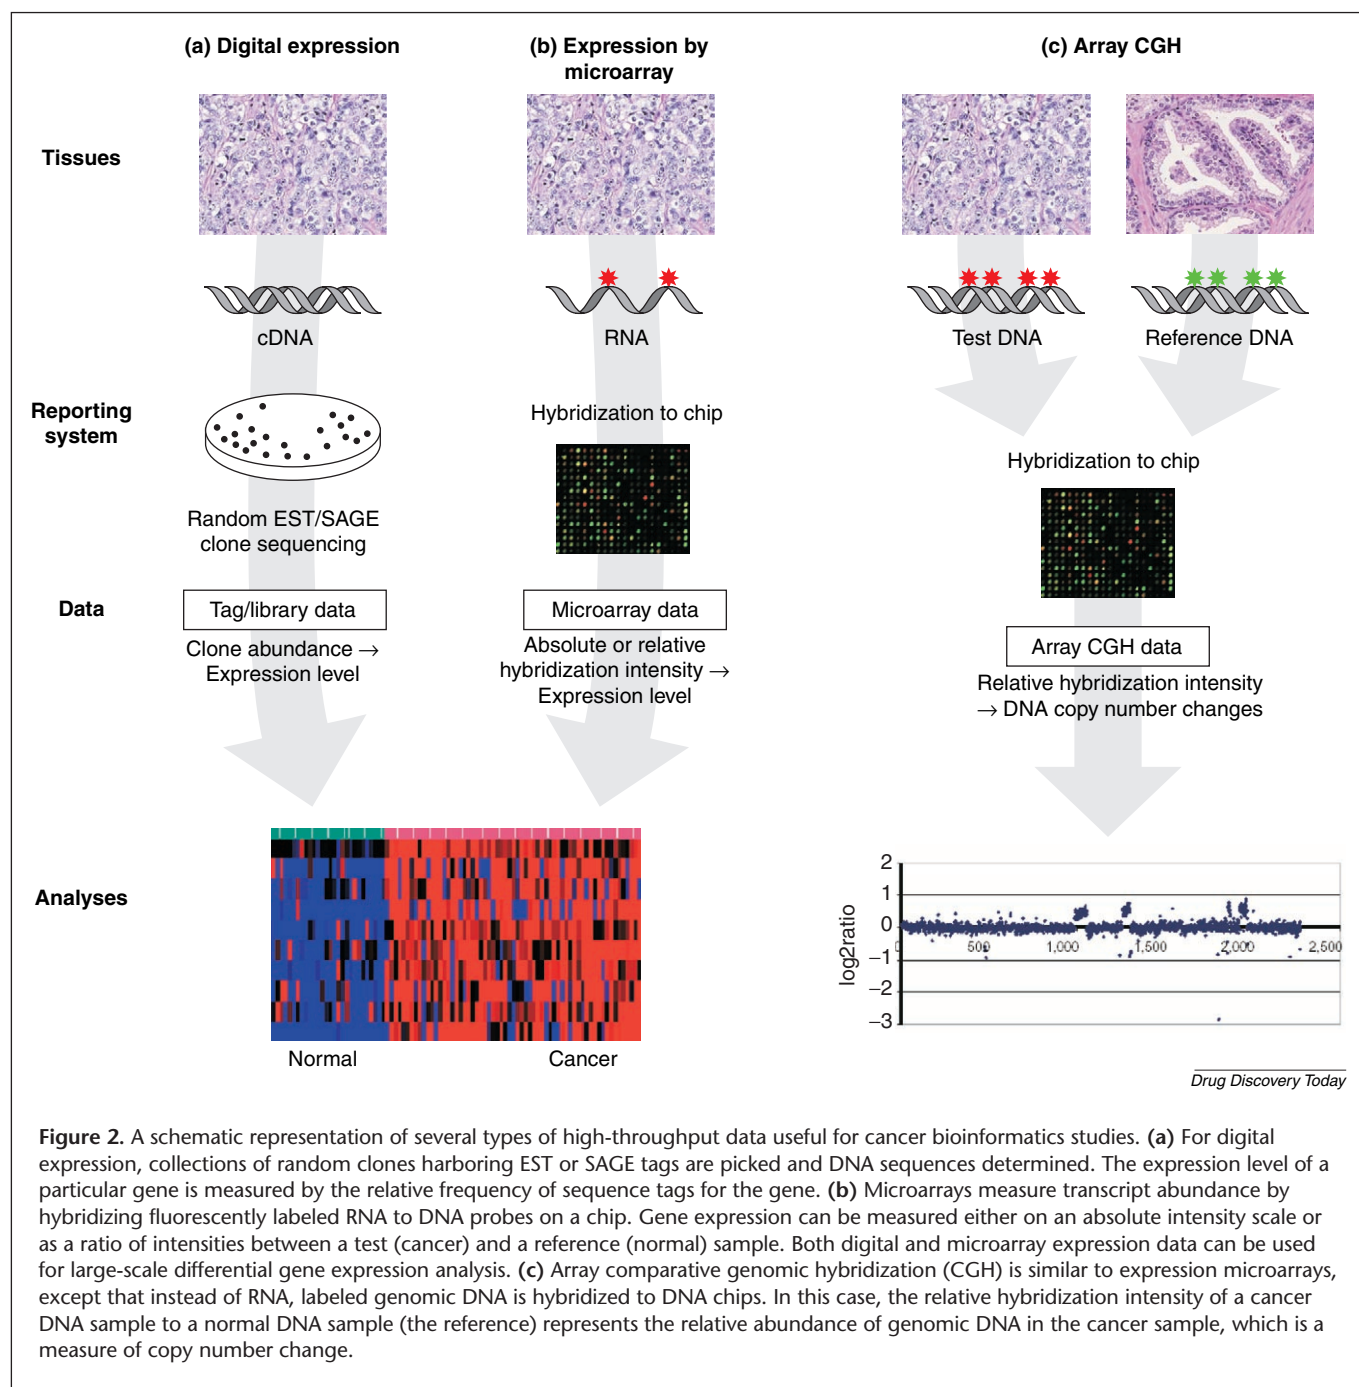 (a) Digital expression
(b) Expression by
microarray
(c) Array CGH
Tissues
cDNA
RNA
Test DNA
Reference DNA
Reporting
system
Hybridization to chip
Hybridization to chip
Random EST/SAGE
clone sequencing
Data
Tag/library data
Microarray data
Array CGH data
Clone abundance →
Expression level
Absolute or relative
hybridization intensity →
Expression level
Relative hybridization intensity
→ DNA copy number changes
Analyses
Normal
Cancer
log2ratio
2
1
0
−1
−2
−3
0
500
1,000
1,500
2,000
2,500
Drug Discovery Today
Figure 2. A schematic representation of several types of high-throughput data useful for cancer bioinformatics studies. (a) For digital
expression, collections of random clones harboring EST or SAGE tags are picked and DNA sequences determined. The expression level of a
particular gene is measured by the relative frequency of sequence tags for the gene. (b) Microarrays measure transcript abundance by
hybridizing fluorescently labeled RNA to DNA probes on a chip. Gene expression can be measured either on an absolute intensity scale or
as a ratio of intensities between a test (cancer) and a reference (normal) sample. Both digital and microarray expression data can be used
for large-scale differential gene expression analysis. (c) Array comparative genomic hybridization (CGH) is similar to expression microarrays,
except that instead of RNA, labeled genomic DNA is hybridized to DNA chips. In this case, the relative hybridization intensity of a cancer
DNA sample to a normal DNA sample (the reference) represents the relative abundance of genomic DNA in the cancer sample, which is a
measure of copy number change.